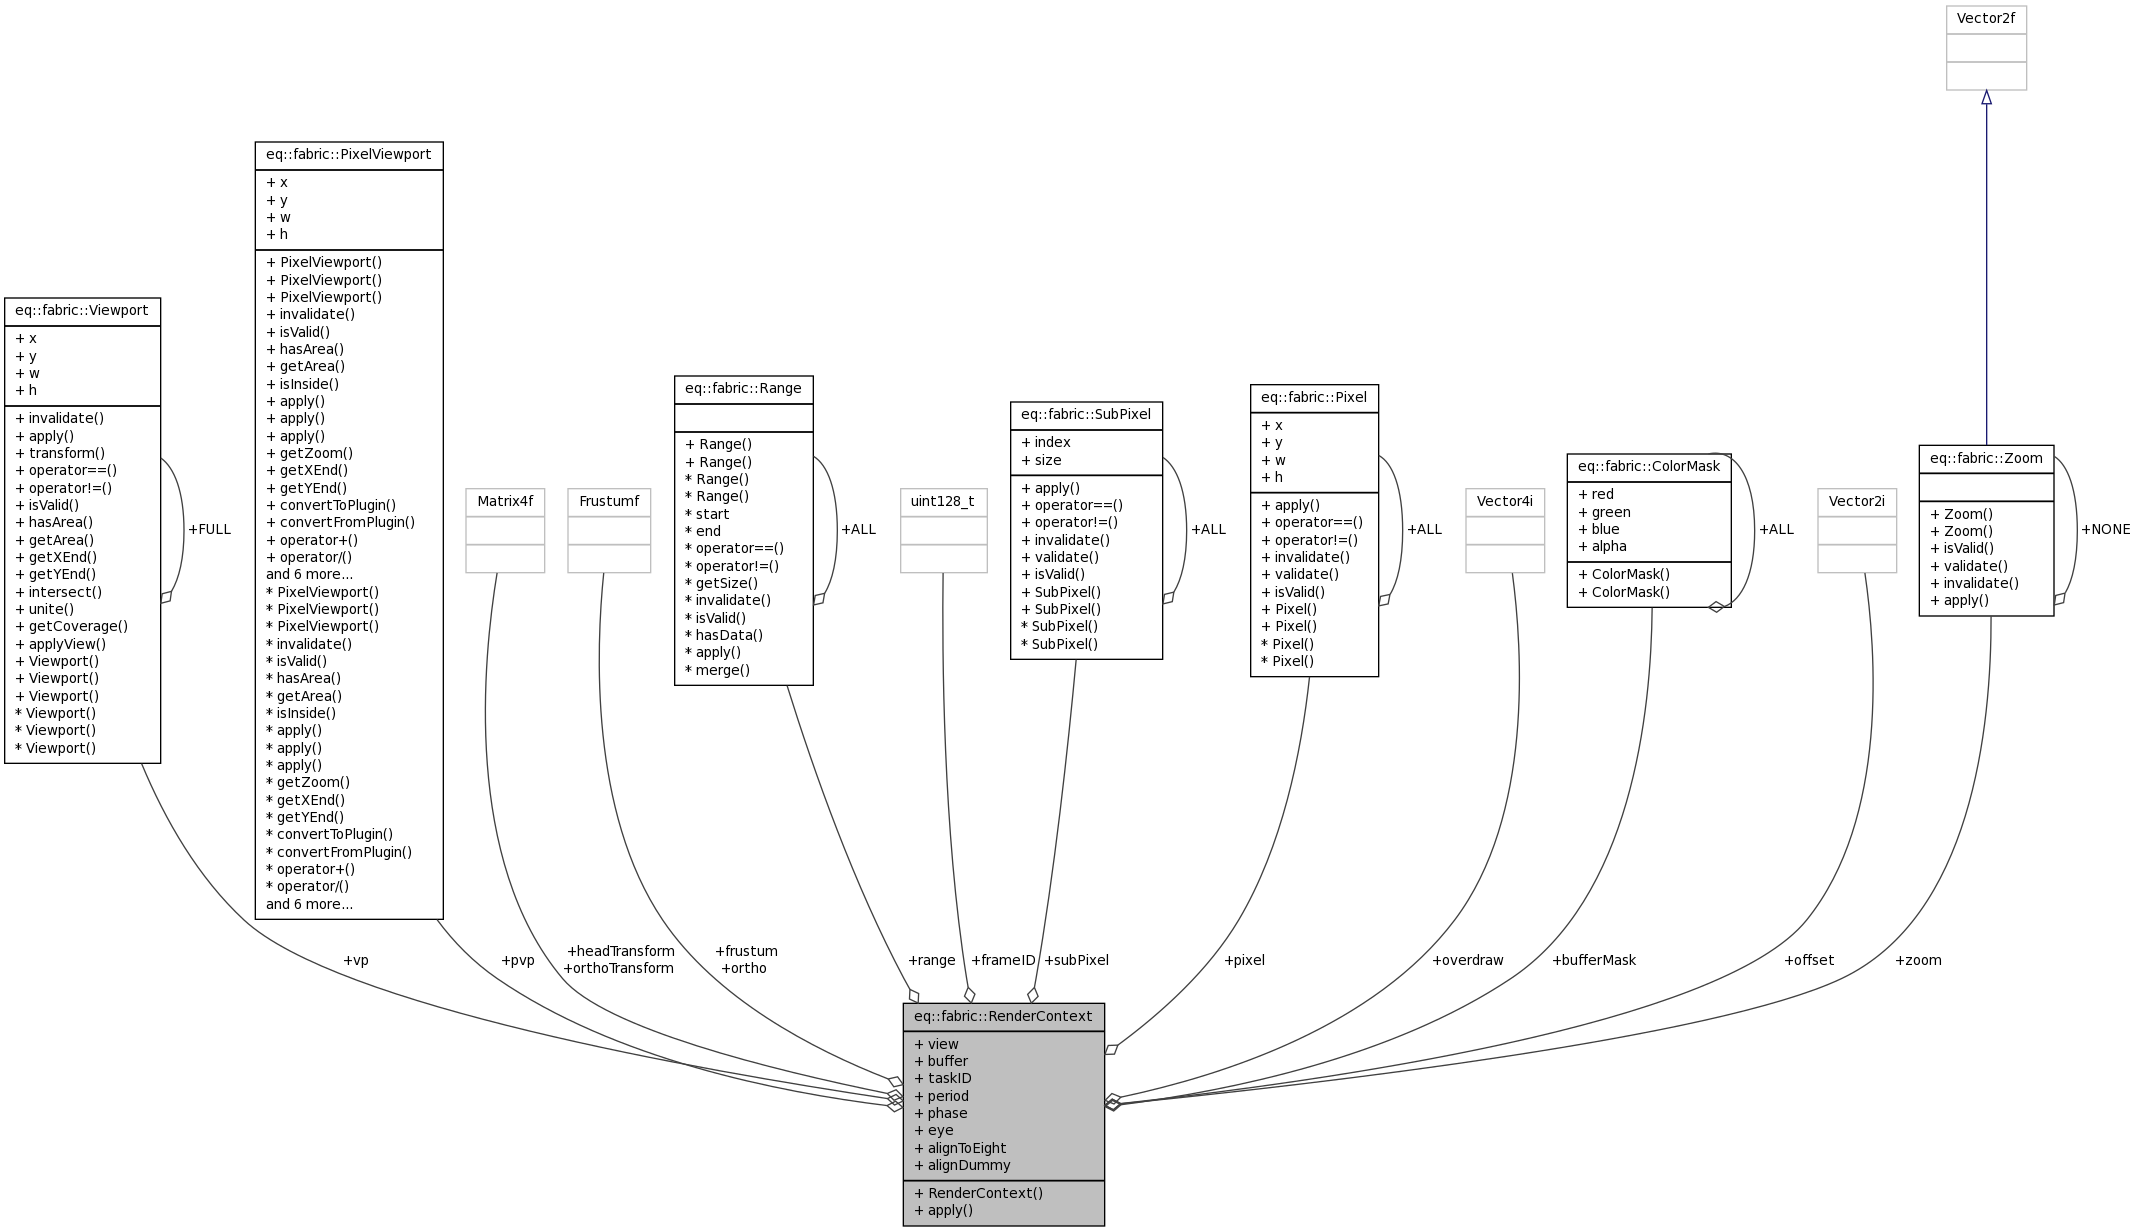 Vector2f
eq::fabric::PixelViewport
+ x
+ y
+ w
+ h
+ PixelViewport()
+ PixelViewport()
+ PixelViewport()
+ invalidate()
+ isValid()
+ hasArea()
+ getArea()
+ isInside()
+ apply()
+ apply()
+ apply()
+ getZoom()
+ getXEnd()
+ getYEnd()
+ convertToPlugin()
+ convertFromPlugin()
+ operator+()
+ operator/()
and 6 more...
* PixelViewport()
* PixelViewport()
* PixelViewport()
* invalidate()
* isValid()
* hasArea()
* getArea()
* isInside()
* apply()
* apply()
* apply()
* getZoom()
* getXEnd()
* getYEnd()
* convertToPlugin()
* convertFromPlugin()
* operator+()
* operator/()
and 6 more...
eq::fabric::Viewport
+ x
+ y
+ w
+ h
+ invalidate()
+ apply()
+ transform()
+ operator==()
+ operator!=()
+ isValid()
+ hasArea()
+ getArea()
+ getXEnd()
+ getYEnd()
+ intersect()
+ unite()
+ getCoverage()
+ applyView()
+ Viewport()
+ Viewport()
+ Viewport()
* Viewport()
* Viewport()
* Viewport()
+FULL
Matrix4f
Frustumf
eq::fabric::Range
+ Range()
+ Range()
* Range()
* Range()
* start
* end
* operator==()
* operator!=()
* getSize()
* invalidate()
* isValid()
* hasData()
* apply()
* merge()
+ALL
uint128_t
eq::fabric::SubPixel
+ index
+ size
+ apply()
+ operator==()
+ operator!=()
+ invalidate()
+ validate()
+ isValid()
+ SubPixel()
+ SubPixel()
* SubPixel()
* SubPixel()
+ALL
eq::fabric::Pixel
+ x
+ y
+ w
+ h
+ apply()
+ operator==()
+ operator!=()
+ invalidate()
+ validate()
+ isValid()
+ Pixel()
+ Pixel()
* Pixel()
* Pixel()
+ALL
Vector4i
eq::fabric::ColorMask
+ red
+ green
+ blue
+ alpha
+ ColorMask()
+ ColorMask()
+ALL
Vector2i
eq::fabric::Zoom
+ Zoom()
+ Zoom()
+ isValid()
+ validate()
+ invalidate()
+ apply()
+NONE
+vp
+pvp
+headTransform
+orthoTransform
+frustum
+ortho
+range
+frameID
+subPixel
+pixel
+overdraw
+bufferMask
+offset
+zoom
eq::fabric::RenderContext
+ view
+ buffer
+ taskID
+ period
+ phase
+ eye
+ alignToEight
+ alignDummy
+ RenderContext()
+ apply()